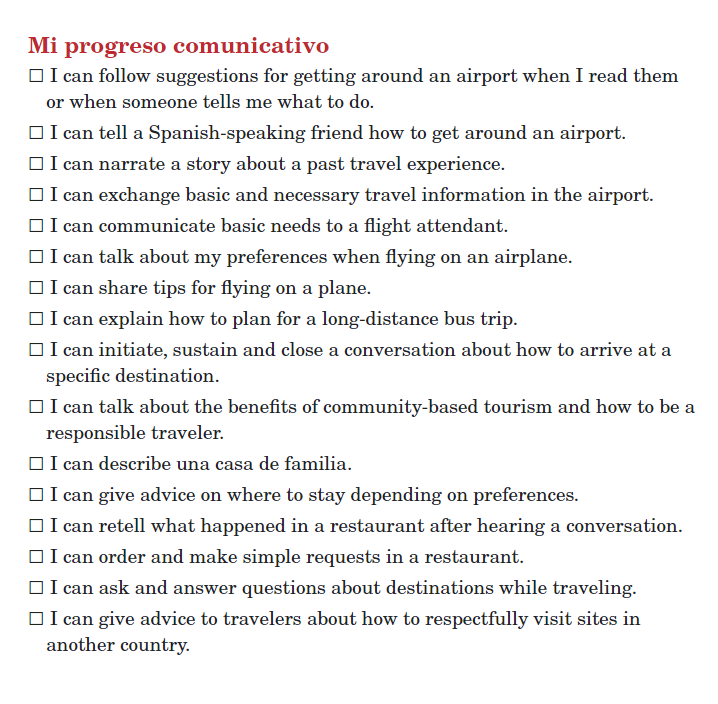 Mi progreso comunicativo
☐ I can follow suggestions for getting around an airport when I read them
or when someone tells me what to do.
☐ I can tell a Spanish-speaking friend how to get around an airport.
☐ I can narrate a story about a past travel experience.
☐ I can exchange basic and necessary travel information in the airport.
☐ I can communicate basic needs to a flight attendant.
☐ I can talk about my preferences when flying on an airplane.
☐ I can share tips for flying on a plane.
☐ I can explain how to plan for a long-distance bus trip.
☐ I can initiate, sustain and close a conversation about how to arrive at a
specific destination.
☐ I can talk about the benefits of community-based tourism and how to be a
responsible traveler.
☐ I can describe una casa de familia.
☐ I can give advice on where to stay depending on preferences.
☐ I can retell what happened in a restaurant after hearing a conversation.
☐ I can order and make simple requests in a restaurant.
☐ I can ask and answer questions about destinations while traveling.
☐ I can give advice to travelers about how to respectfully visit sites in
another country.